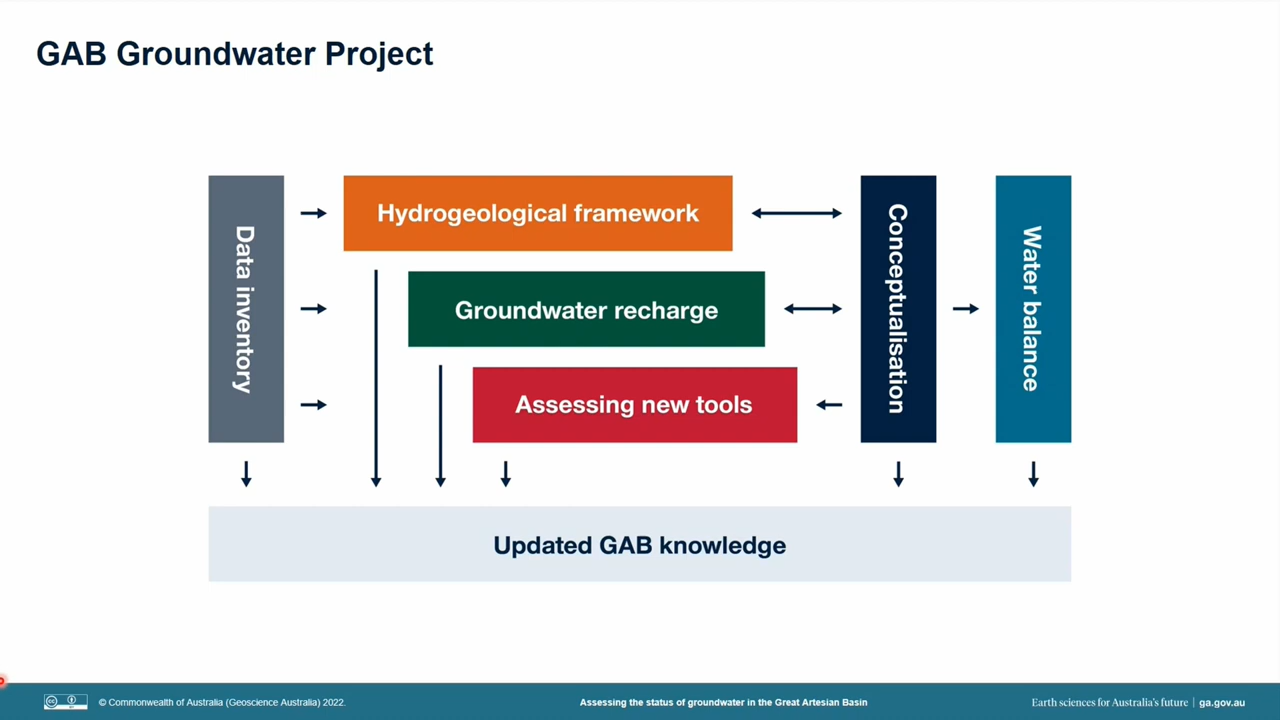 GAB Groundwater Project
Data inventory
Hydrogeological framework
Groundwater recharge
Assessing new tools
Conceptualisation
Water balance
Updated GAB knowledge
© Commonwealth of Australia (Geoscience Australia) 2022.
Assessing the status of groundwater in the Great Artesian Basin
Earth sciences for Australia's future | ga.gov.au